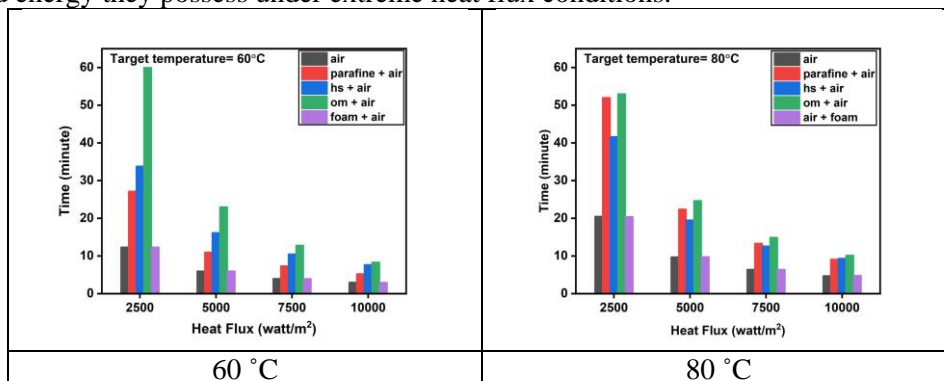 d energy they possess under extreme heat flux conditions.
Target temperature= 60°C
air
parafine + air
hs + air
om + air
foam + air
60
50
40
30
20
10
0
Time (minute)
2500 5000 7500 10000
Heat Flux (watt/m²)
Target temperature= 80°C
air
parafine + air
hs + air
om + air
air + foam
60
50
40
30
20
10
0
Time (minute)
2500 5000 7500 10000
Heat Flux (watt/m²)
60 ˚C
80 ˚C